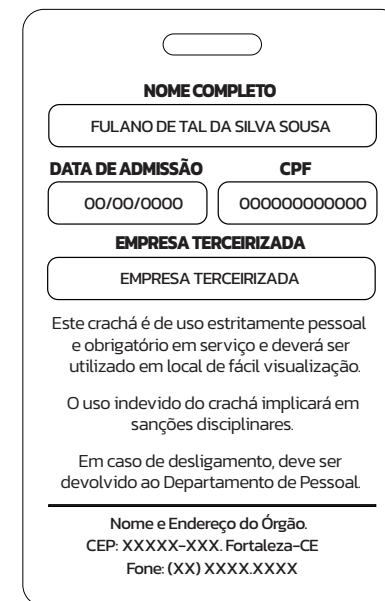 NOME COMPLETO
FULANO DE TAL DA SILVA SOUSA
DATA DE ADMISSÃO CPF
00/00/0000 000000000000
EMPRESA TERCEIRIZADA
EMPRESA TERCEIRIZADA
Este crachá é de uso estritamente pessoal
e obrigatório em serviço e deverá ser
utilizado em local de fácil visualização.
O uso indevido do crachá implicará em
sanções disciplinares.
Em caso de desligamento, deve ser
devolvido ao Departamento de Pessoal.
Nome e Endereço do Órgão.
CEP: XXXXX-XXX. Fortaleza-CE
Fone: (XX) XXXX.XXXX